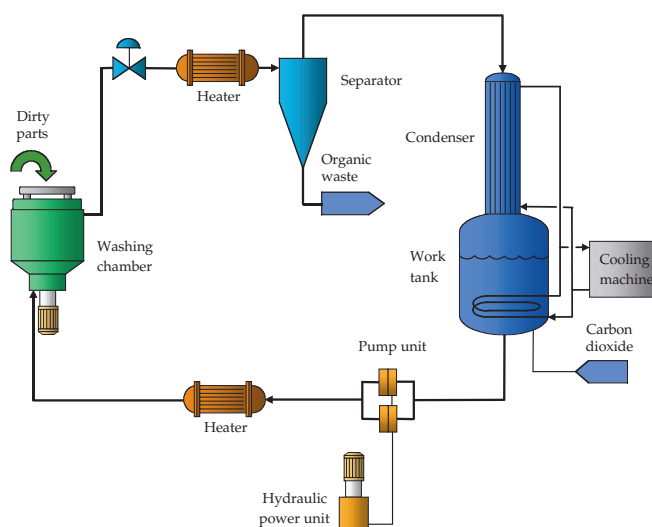 Separator
Heater
Dirty
parts
Condenser
Organic
waste
Washing
chamber
Work
tank
Cooling
machine
Carbon
dioxide
Pump unit
Heater
Hydraulic
power unit